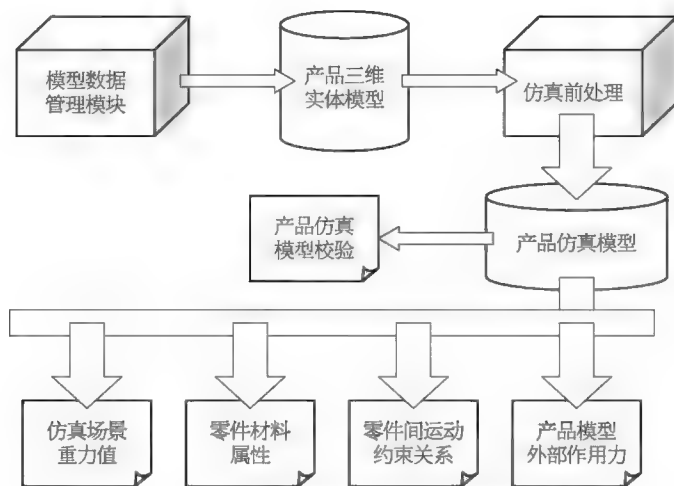 模型数据
管理模块
产品三维
实体模型
仿真前处理
产品仿真
模型校验
产品仿真模型
仿真场景
重力值
零件材料
属性
零件间运动
约束关系
产品模型
外部作用力